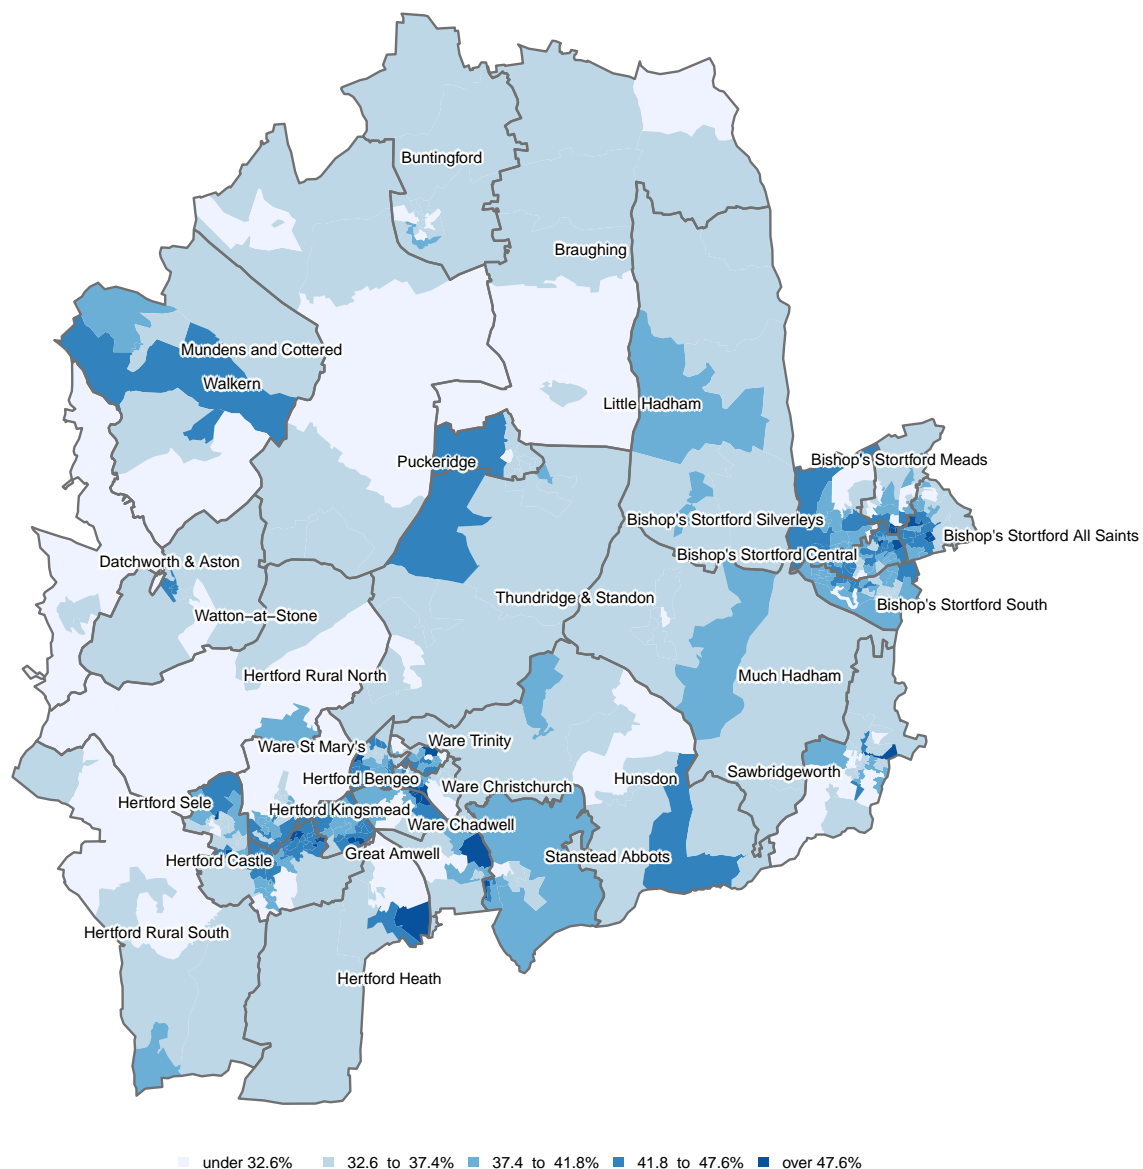 Buntingford
Braughing
Mundens and Cottered
Walkern
Little Hadham
Puckeridge
Bishop's Stortford Meads
Bishop's Stortford Silverleys
Bishop's Stortford All Saints
Bishop's Stortford Central
Datchworth & Aston
Thundridge & Standon
Bishop's Stortford South
Watton−at−Stone
Hertford Rural North
Much Hadham
Ware St Mary's
Ware Trinity
Hertford Bengeo
Hunsdon
Sawbridgeworth
Ware Christchurch
Hertford Sele
Hertford Kingsmead
Ware Chadwell
Hertford Castle
Great Amwell
Stanstead Abbots
Hertford Rural South
Hertford Heath
under 32.6% 32.6 to 37.4% 37.4 to 41.8% 41.8 to 47.6% over 47.6%